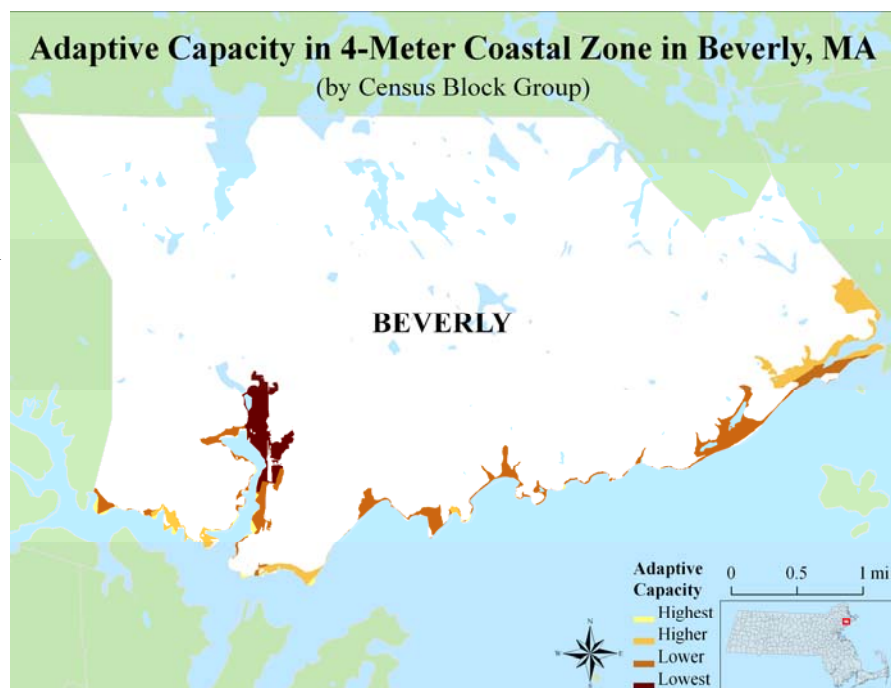 Adaptive Capacity in 4-Meter Coastal Zone in Beverly, MA
(by Census Block Group)
BEVERLY
Adaptive
Capacity
Highest
Higher
Lower
Lowest
0 0.5 1 mi
N
W E
S